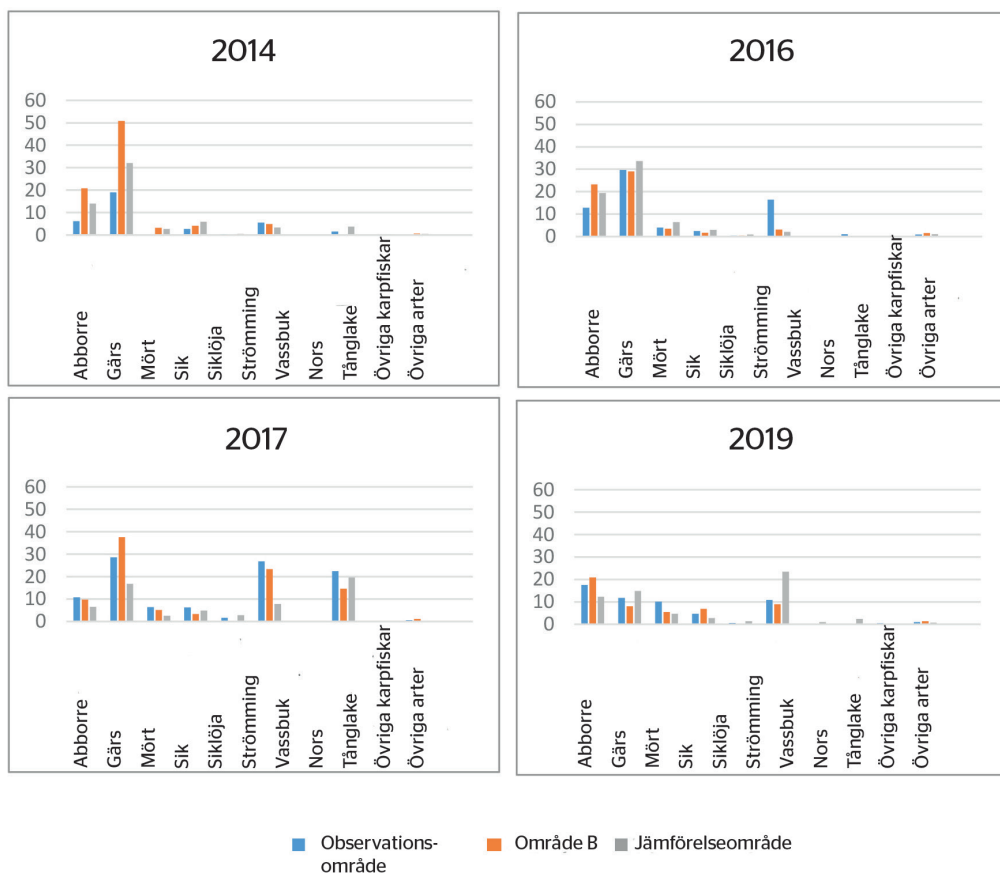 2014
60
50
40
30
20
10
0
Abborre
Gärs
Mört
Sik
Siklöja
Strömming
Vassbuk
Nors
Tånglake
Övriga karpfiskar
Övriga arter
2016
60
50
40
30
20
10
0
Abborre
Gärs
Mört
Sik
Siklöja
Strömming
Vassbuk
Nors
Tånglake
Övriga karpfiskar
Övriga arter
2017
60
50
40
30
20
10
0
Abborre
Gärs
Mört
Sik
Siklöja
Strömming
Vassbuk
Nors
Tånglake
Övriga karpfiskar
Övriga arter
2019
60
50
40
30
20
10
0
Abborre
Gärs
Mört
Sik
Siklöja
Strömming
Vassbuk
Nors
Tånglake
Övriga karpfiskar
Övriga arter
Observations-
område
Område B
Jämförelseområde